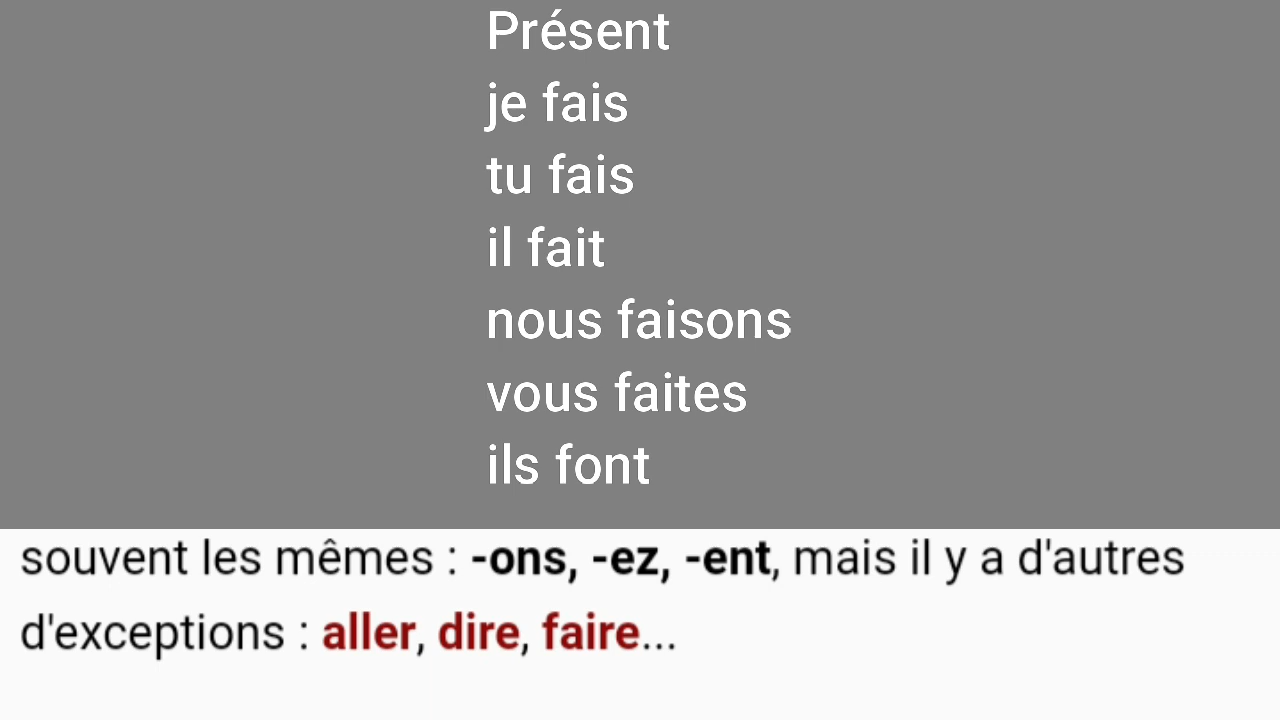 Présent
je fais
tu fais
il fait
nous faisons
vous faites
ils font
souvent les mêmes : -ons, -ez, -ent, mais il y a d'autres
d'exceptions : aller, dire, faire...